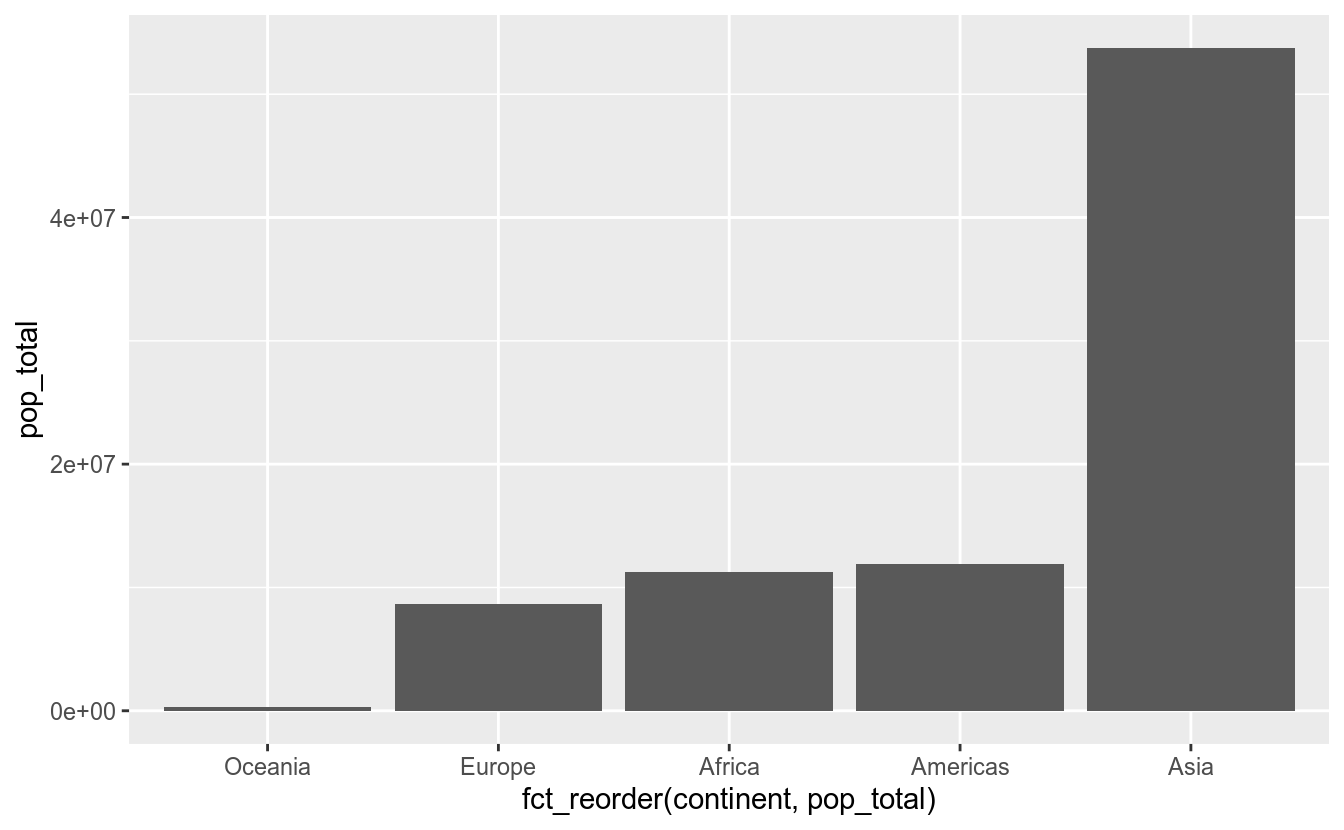 pop_total
4e+07
2e+07
0e+00
Oceania Europe Africa Americas Asia
fct_reorder(continent, pop_total)